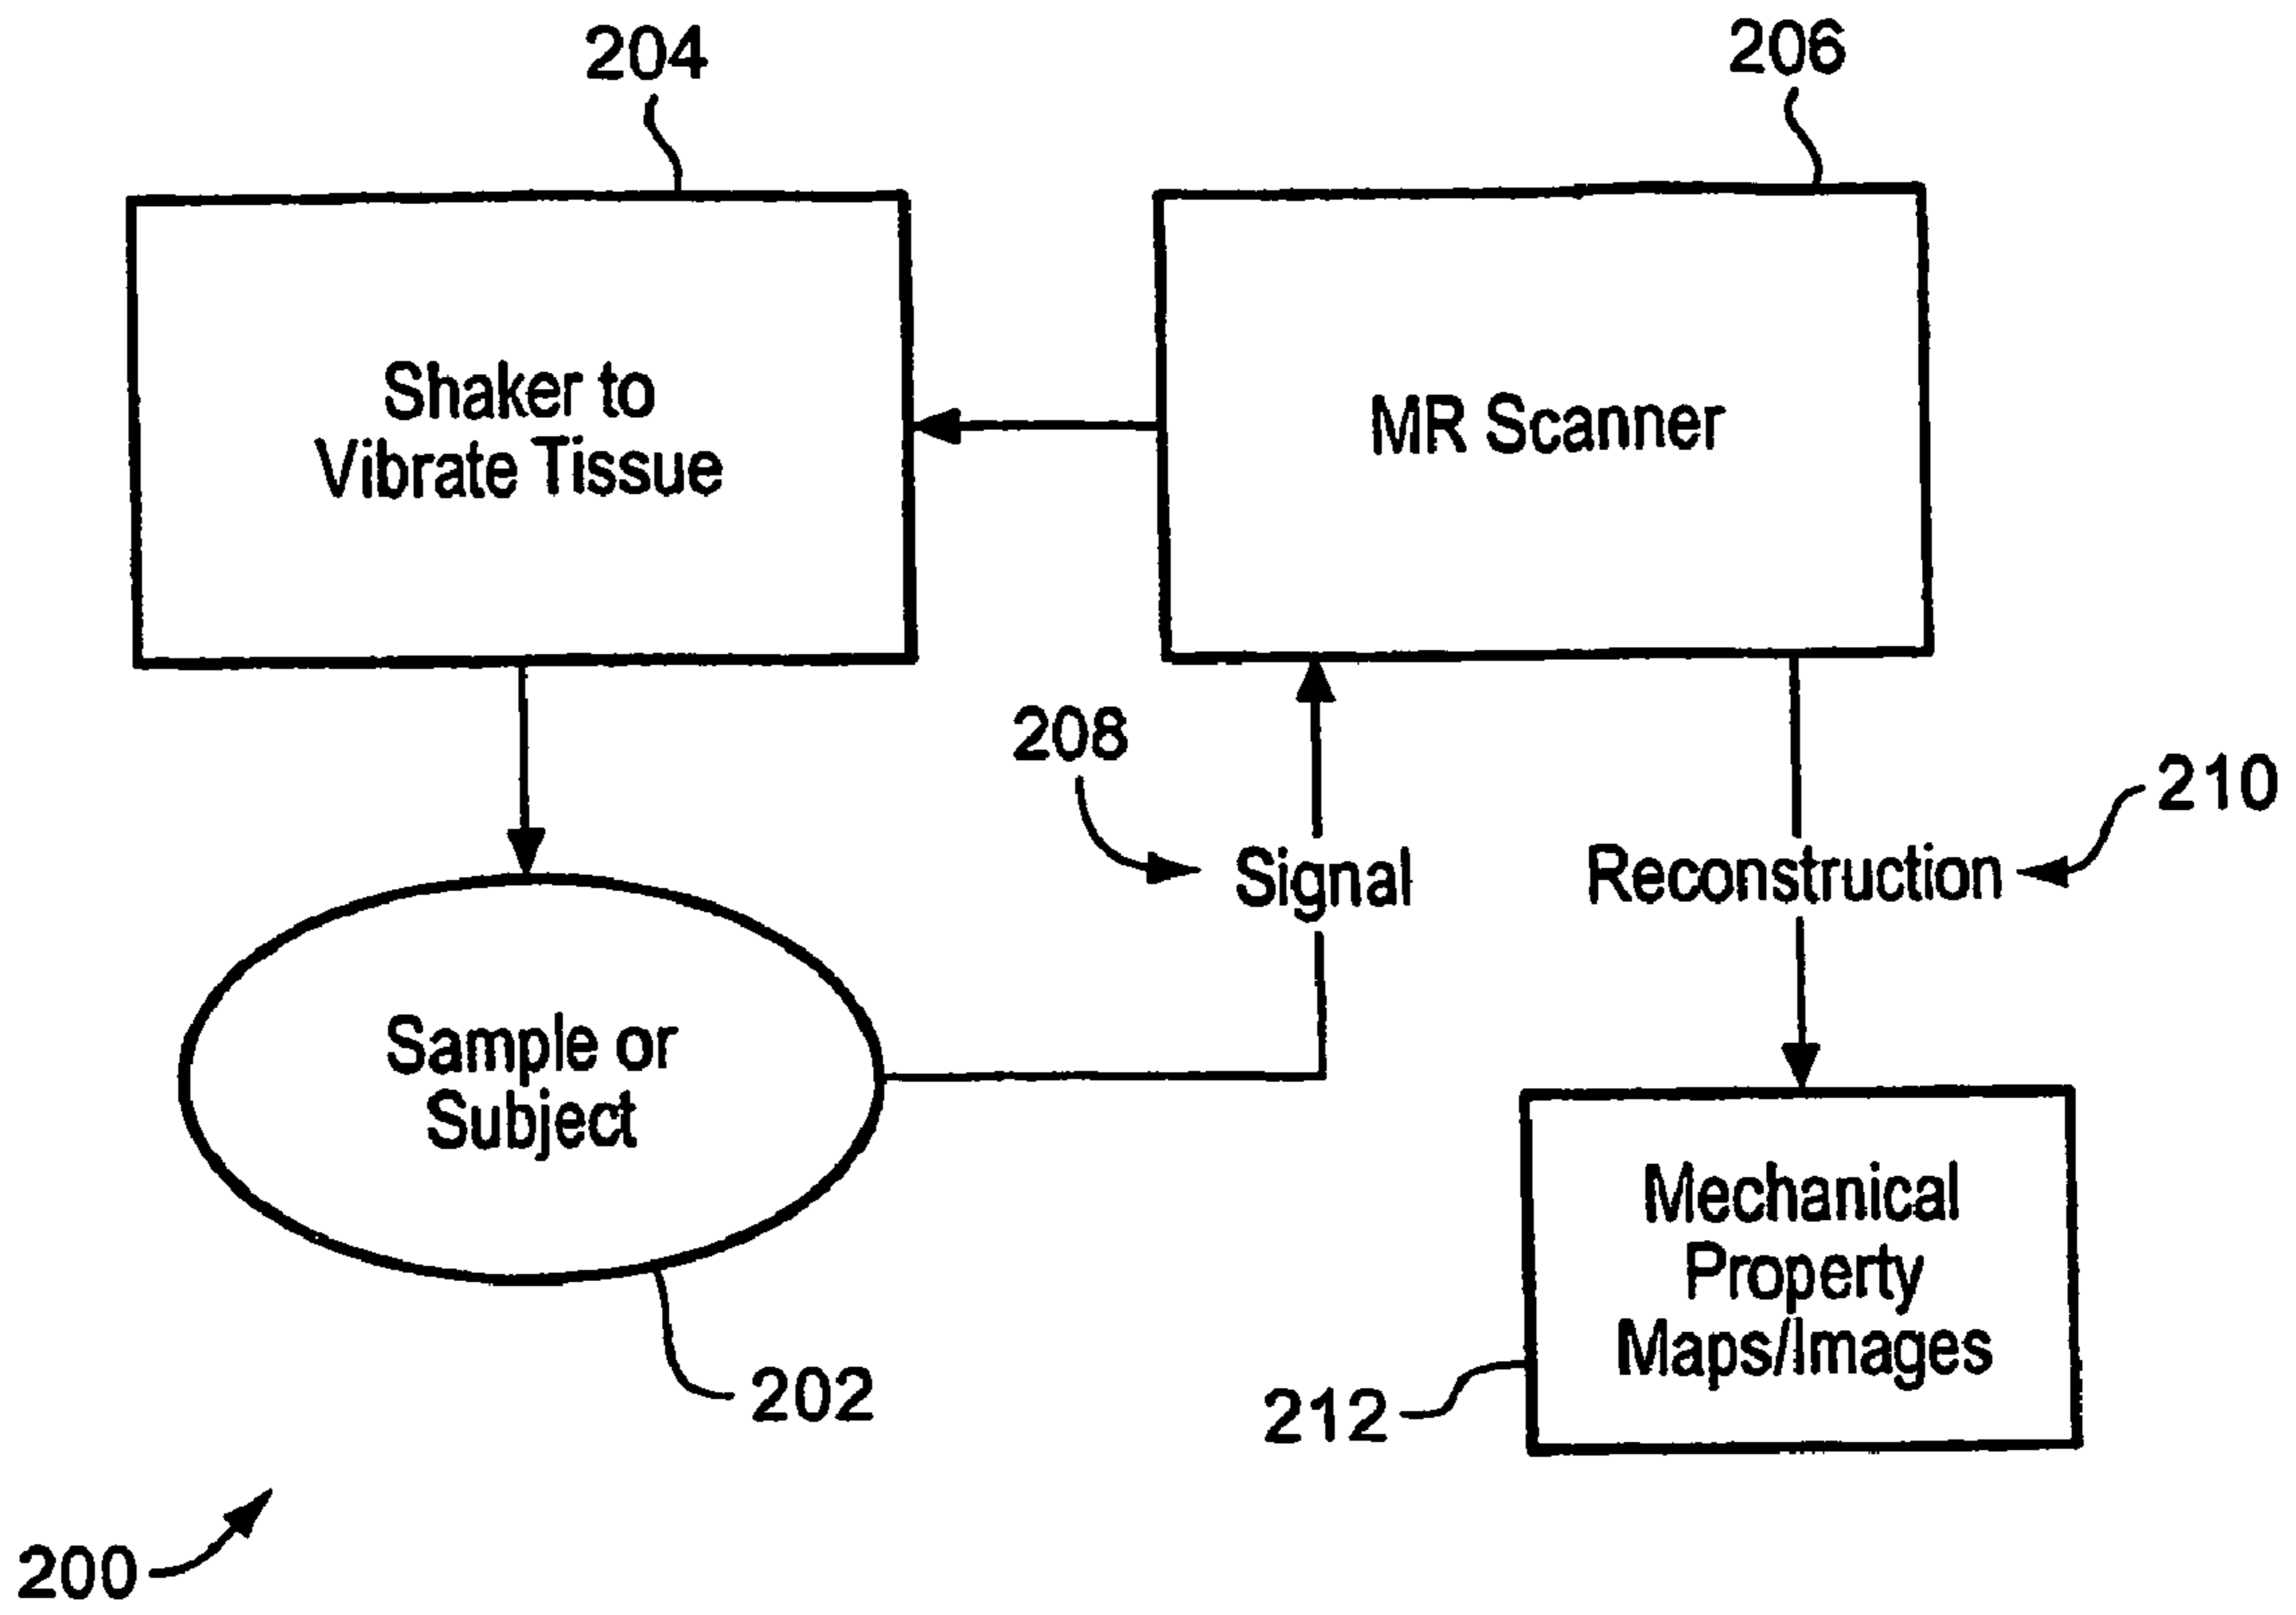 204
206
Shaker to
Vibrate Tissue
MR Scanner
208
210
Signal
Reconstruction
Sample or
Subject
Mechanical
Property
Maps/Images
202
212
200